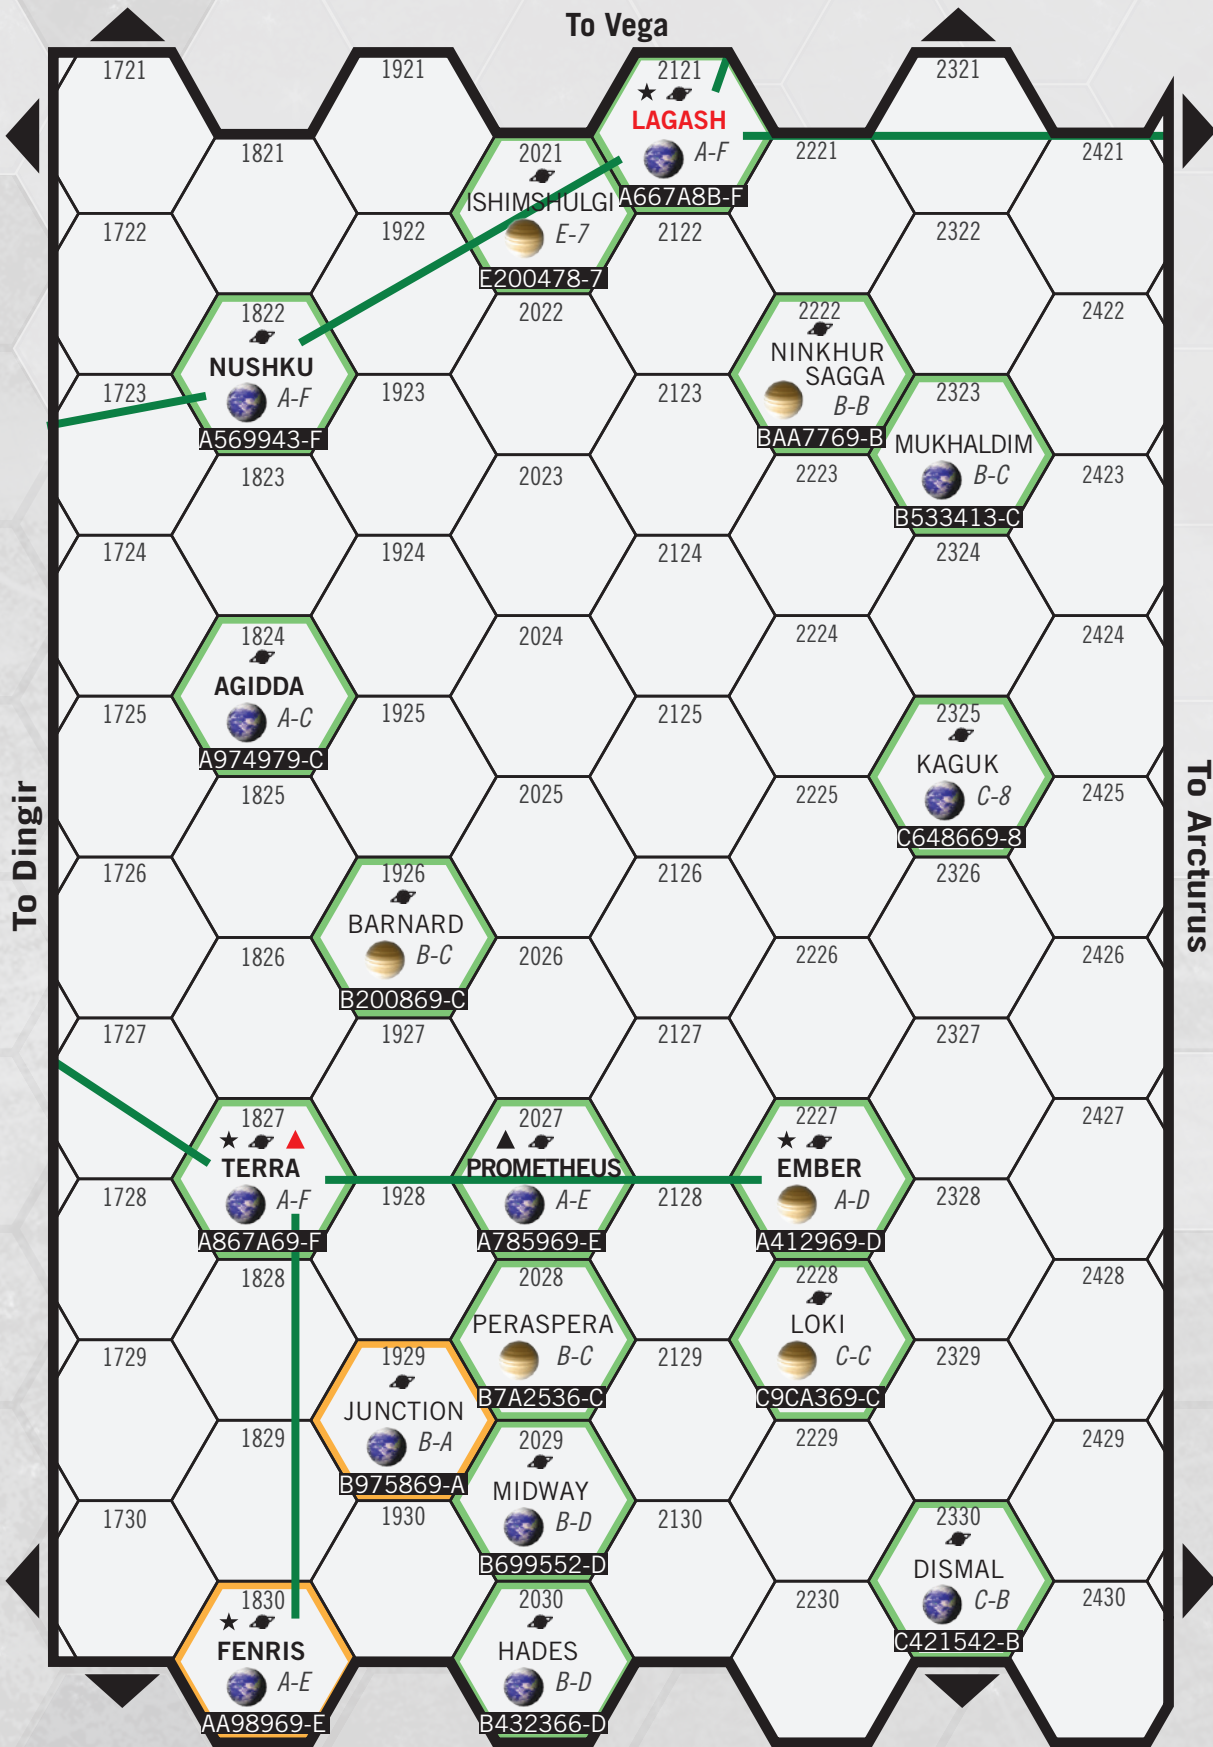 To Vega
1721
1921
2121
2321
LAGASH
A-F
A667A8B-F
1821
2021
ISHIMSHULGI
E-7
E200478-7
2221
2421
1722
1922
2122
2322
1822
NUSHKU
A-F
A569943-F
2022
2222
NINKHUR
SAGGA
B-B
BAA7769-B
2422
1723
1923
2123
2323
MUKHALDIM
B-C
B533413-C
1823
2023
2223
2423
1724
1924
2124
2324
1824
AGIDDA
A-C
A974979-C
2024
2224
2424
1725
1925
2125
2325
KAGUK
C-8
C648669-8
1825
2025
2225
2425
To Dingir
To Arcturus
1726
1926
BARNARD
B-C
B200869-C
2126
2326
1826
2026
2226
2426
1727
1927
2127
2327
1827
TERRA
A-F
A867A69-F
2027
PROMETHEUS
A-E
A785969-E
2227
EMBER
A-D
A412969-D
2427
1728
1928
2128
2328
1828
2028
PERASPERA
B-C
B7A2536-C
2228
LOKI
C-C
C9CA369-C
2428
1729
1929
JUNCTION
B-A
B975869-A
2129
2329
1829
2029
MIDWAY
B-D
B699552-D
2229
2429
1730
1930
2130
2330
DISMAL
C-B
C421542-B
1830
FENRIS
A-E
AA98969-E
2030
HADES
B-D
B432366-D
2230
2430